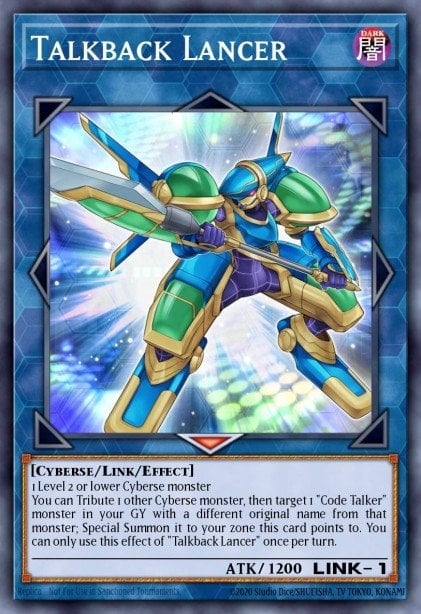 TALKBACK LANCER
DARK
闇
[CYBERSE/LINK/EFFECT]
1 Level 2 or lower Cyberse monster
You can Tribute 1 other Cyberse monster, then target 1 "Code Talker"
monster in your GY with a different original name from that
monster; Special Summon it to your zone this card points to. You
can only use this effect of "Talkback Lancer" once per turn.
ATK/1200 LINK-1
Replica - Not For Use in Sanctioned Tornaments ©2020 Studio Dice/SHUEISHA, TV TOKYO, KONAMI